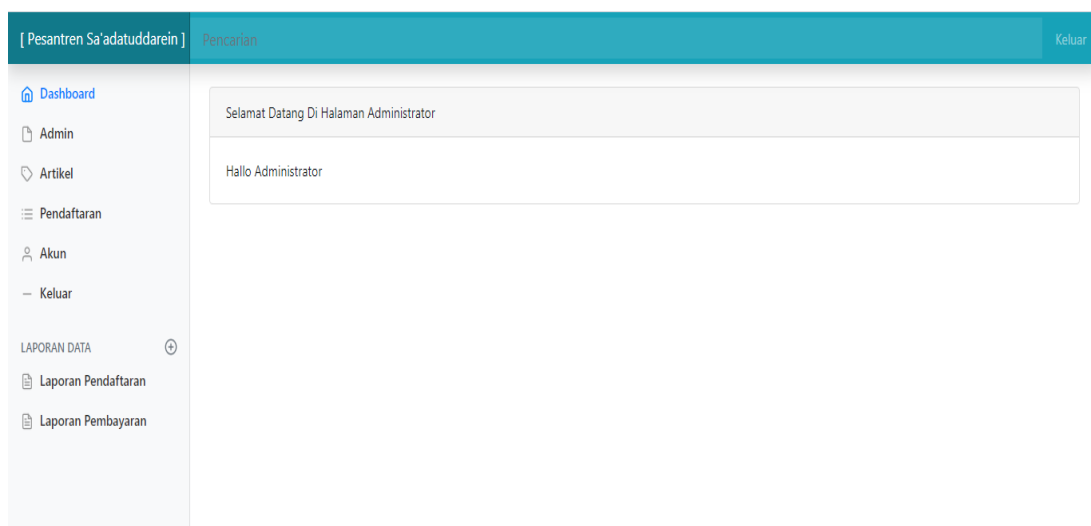 [ Pesantren Sa'adatuddarein ] Pencarian Keluar
Dashboard
Admin
Artikel
Pendaftaran
Akun
Keluar
LAPORAN DATA
Laporan Pendaftaran
Laporan Pembayaran
Selamat Datang Di Halaman Administrator
Hallo Administrator